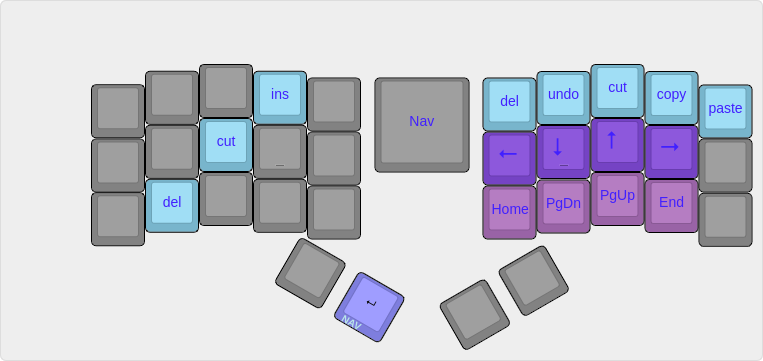 ins
Nav
del
undo
cut
copy
paste
cut
_
←
↓
_
↑
→
del
Home
PgDn
PgUp
End
↵
NAV